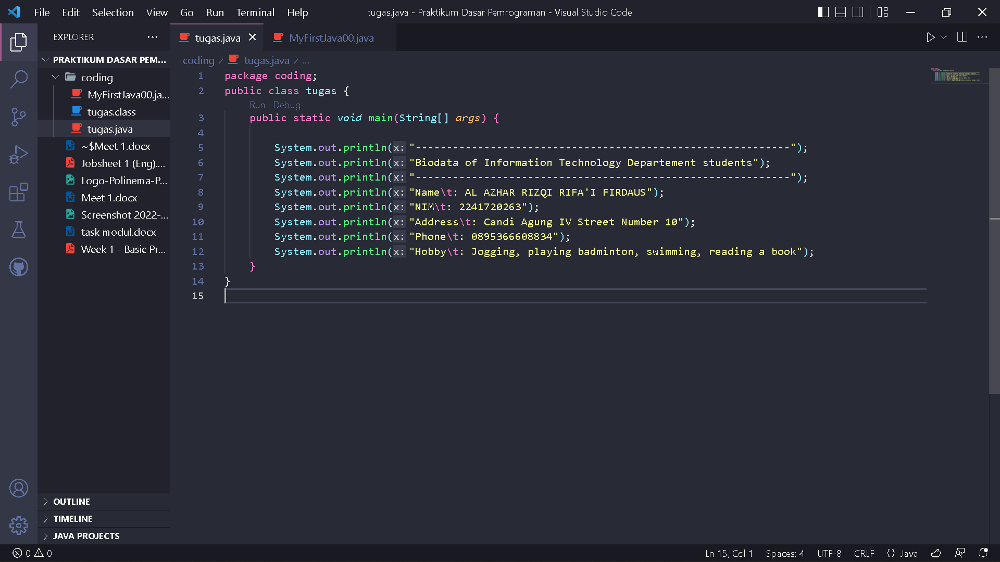 File Edit Selection View Go Run Terminal Help tugas.java - Praktikum Dasar Pemrograman - Visual Studio Code
EXPLORER
PRAKTIKUM DASAR PEM...
coding
MyFirstJava00.ja...
tugas.class
tugas.java
~$Meet 1.docx
Jobsheet 1 (Eng)....
Logo-Polinema-P...
Meet 1.docx
Screenshot 2022-...
task modul.docx
Week 1 - Basic Pr...
OUTLINE
TIMELINE
JAVA PROJECTS
tugas.java MyFirstJava00.java
coding > tugas.java > ...
1 package coding;
2 public class tugas {
Run | Debug
3 public static void main(String[] args) {
4
5 System.out.println(x: "------------------------------------------------------------");
6 System.out.println(x: "Biodata of Information Technology Departement students");
7 System.out.println(x: "------------------------------------------------------------");
8 System.out.println(x: "Name\t: AL AZHAR RIZQI RIFA'I FIRDAUS");
9 System.out.println(x: "NIM\t: 2241720263");
10 System.out.println(x: "Address\t: Candi Agung IV Street Number 10");
11 System.out.println(x: "Phone\t: 0895366608834");
12 System.out.println(x: "Hobby\t: Jogging, playing badminton, swimming, reading a book");
13 }
14 }
15
0 0 Ln 15, Col 1 Spaces: 4 UTF-8 CRLF {} Java